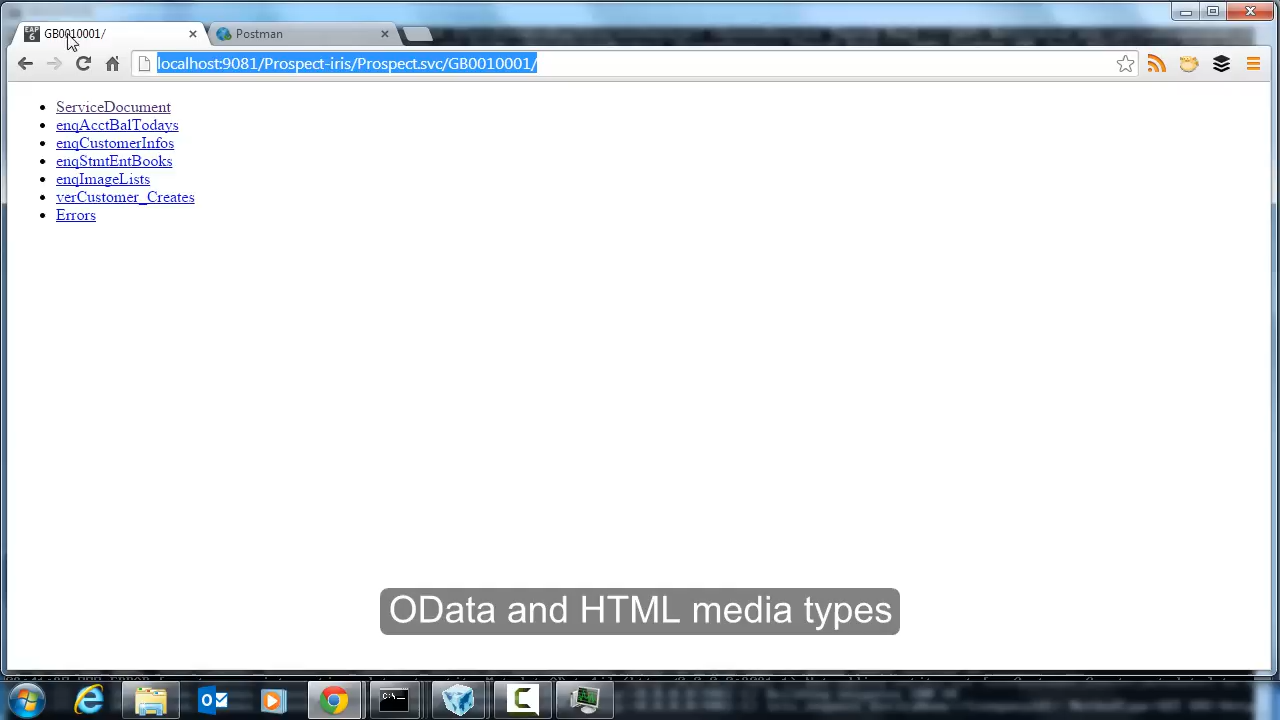 GB0010001/
Postman
localhost:9081/Prospect-iris/Prospect.svc/GB0010001/
ServiceDocument
enqAcctBalTodays
enqCustomerInfos
enqStmtEntBooks
enqImageLists
verCustomer_Creates
Errors
OData and HTML media types